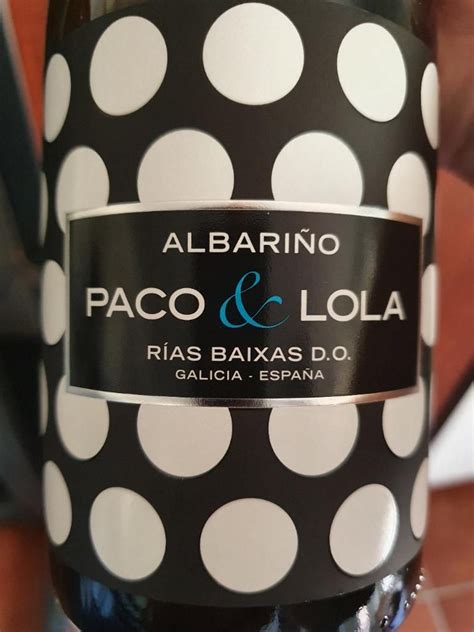 ALBARIÑO
PACO & LOLA
RÍAS BAIXAS D.O.
GALICIA - ESPAÑA